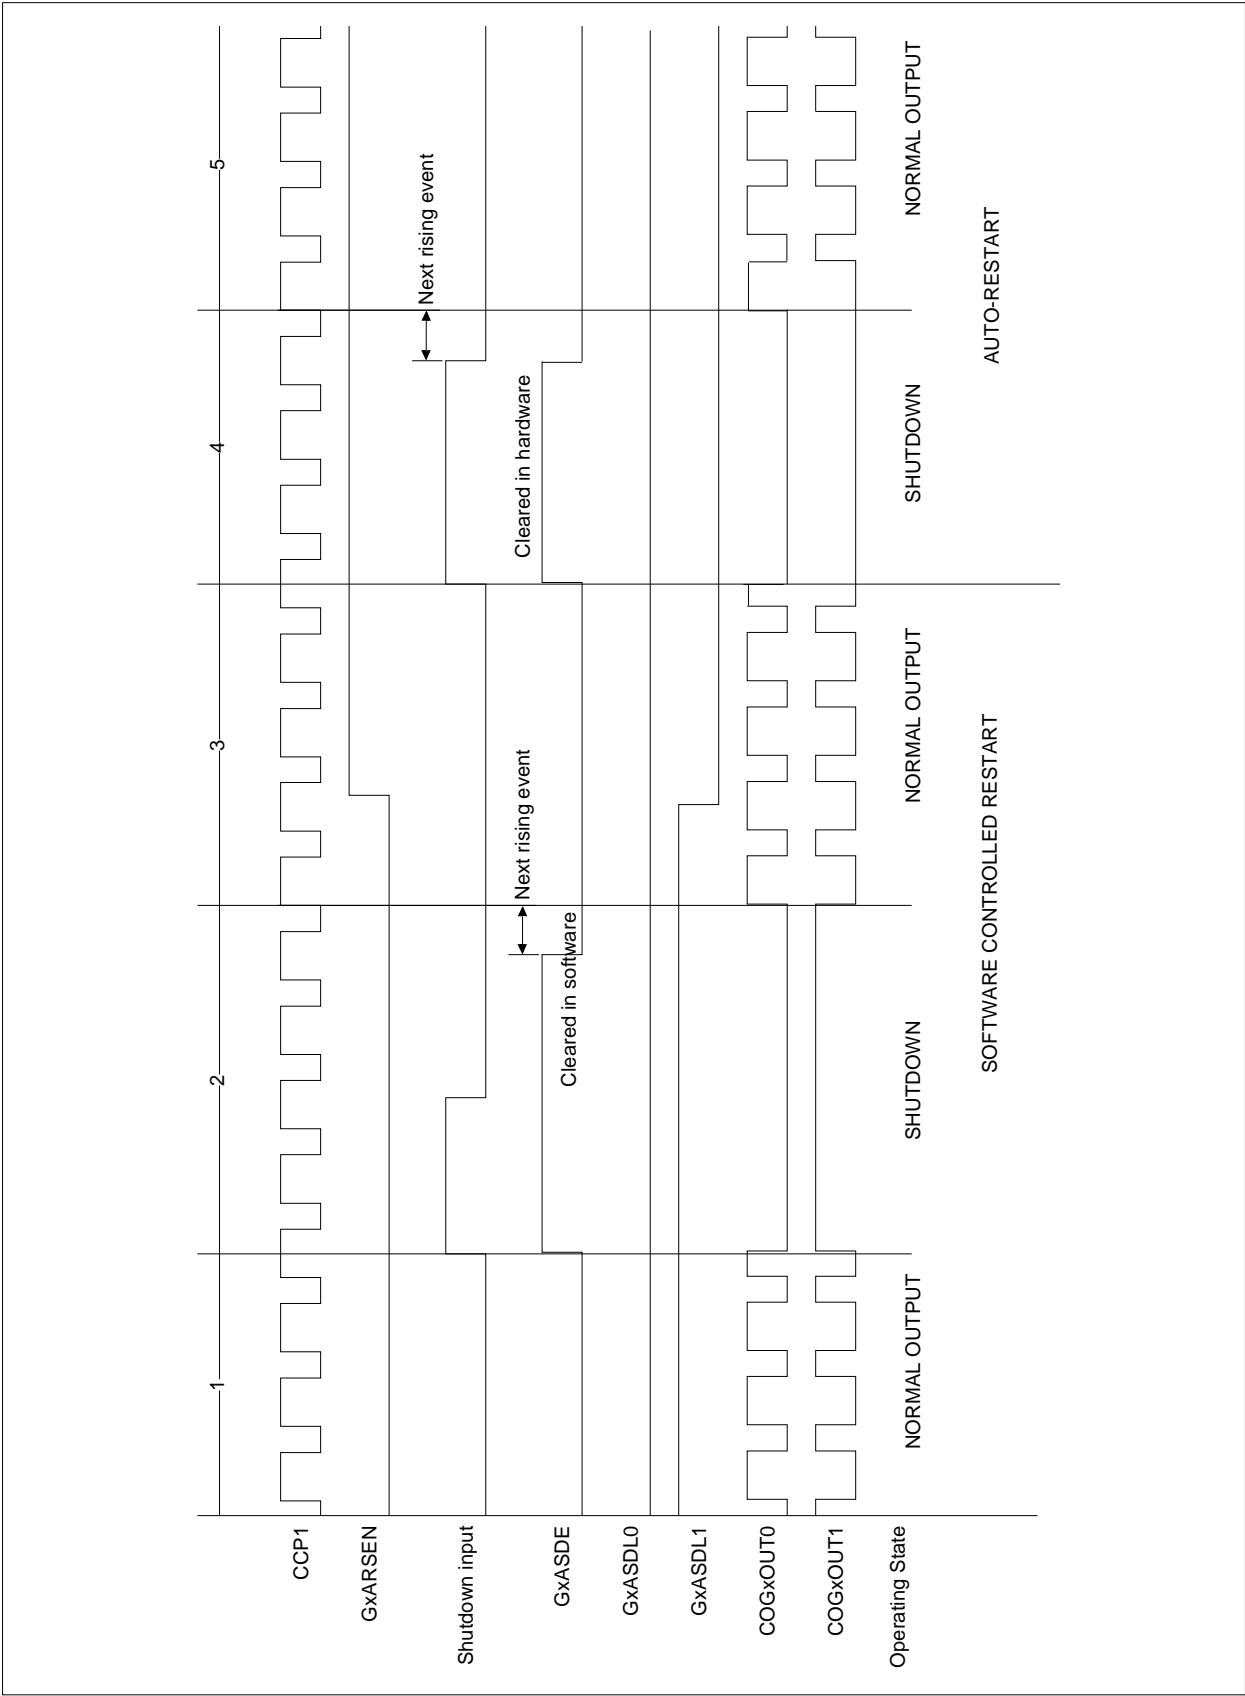 1
2
3
4
5
CCP1
GxARSEN
Next rising event
Shutdown input
Next rising event
Cleared in hardware
GxASDE
Cleared in software
GxASDL0
GxASDL1
COGxOUT0
COGxOUT1
Operating State
NORMAL OUTPUT
SHUTDOWN
NORMAL OUTPUT
SHUTDOWN
NORMAL OUTPUT
SOFTWARE CONTROLLED RESTART
AUTO-RESTART